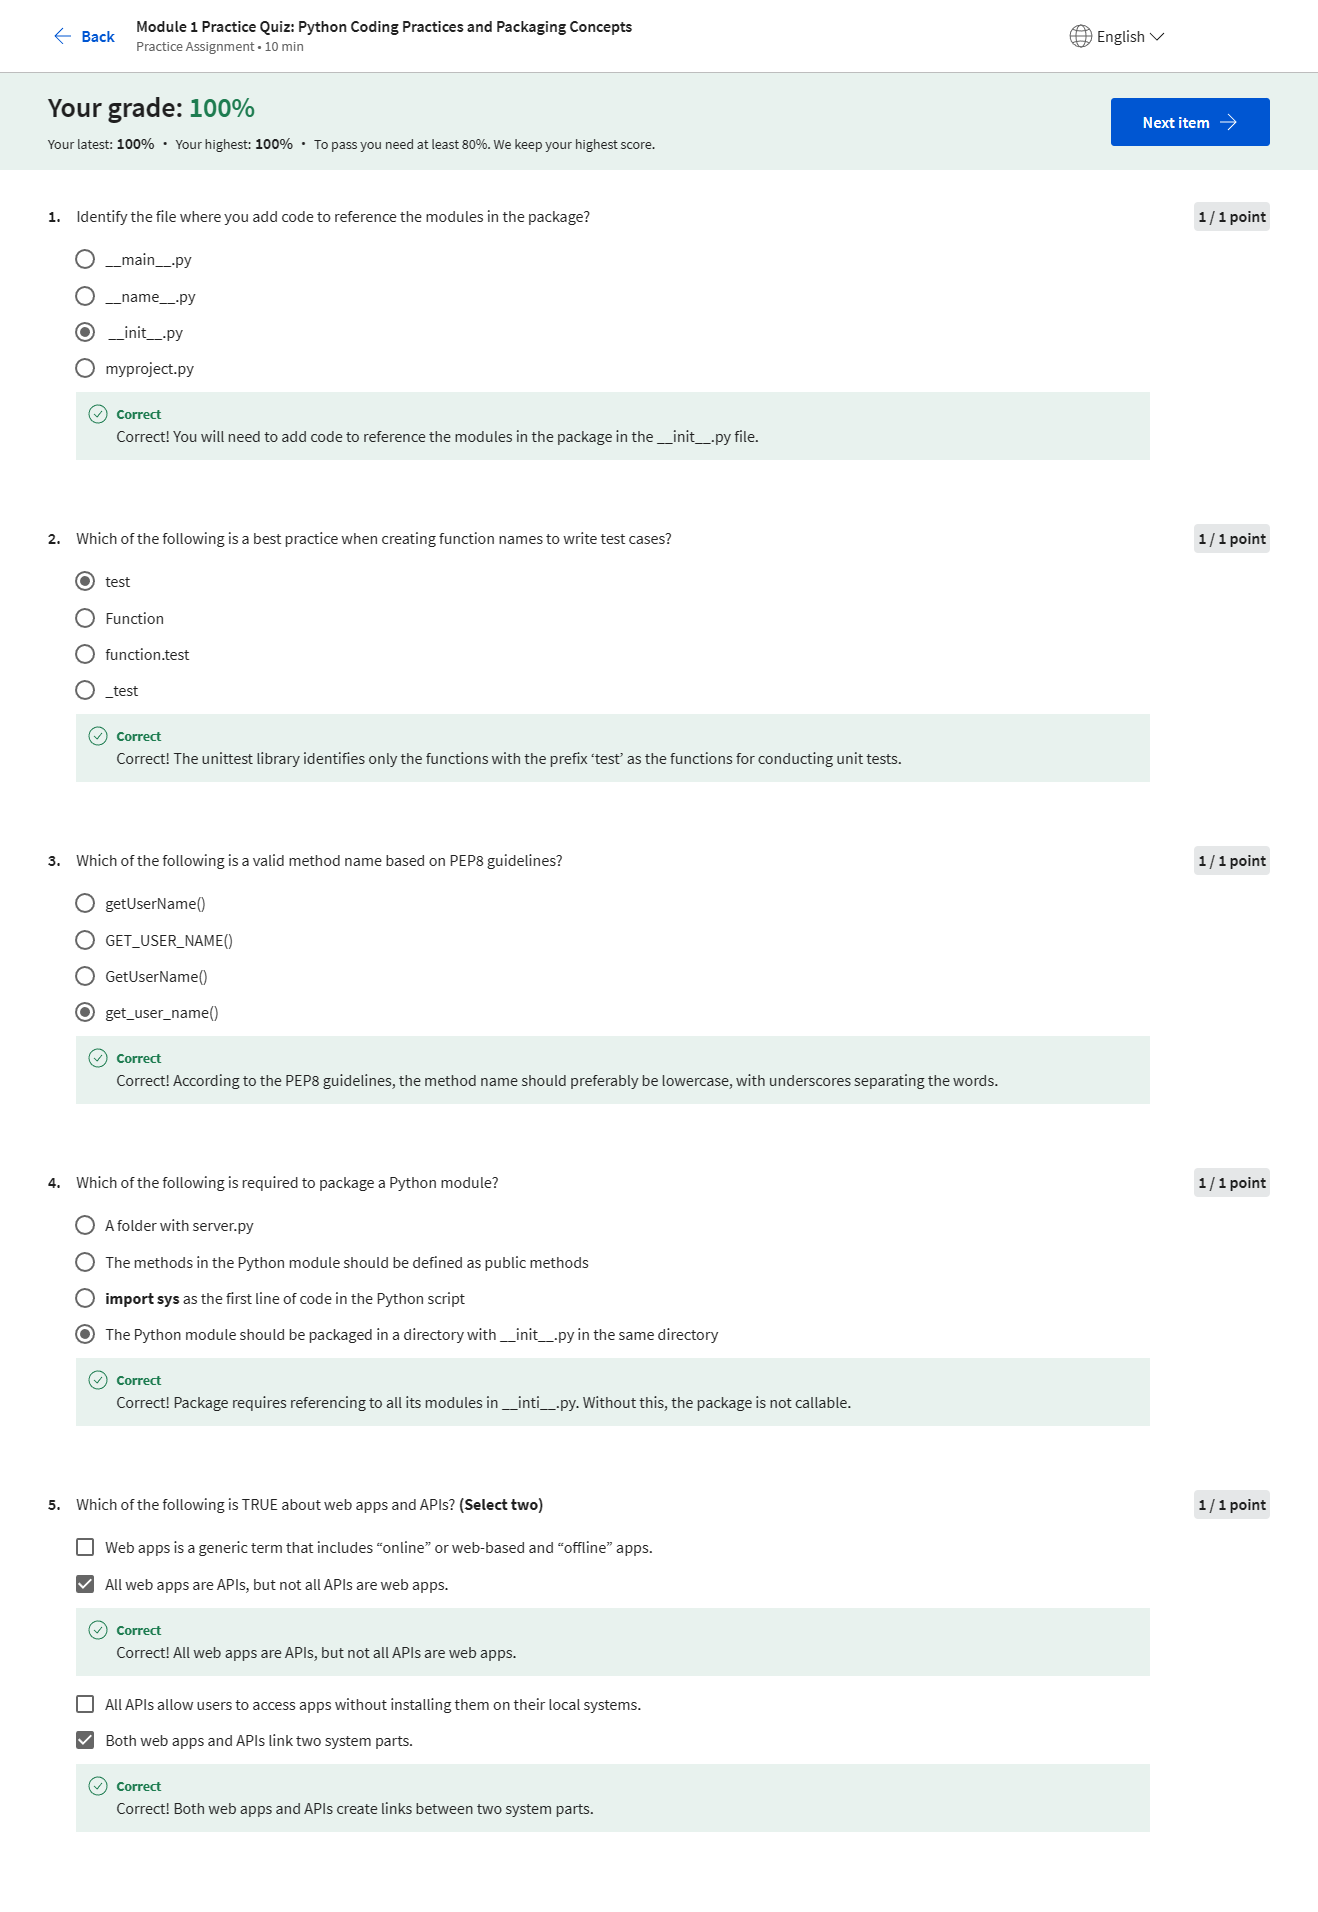 Back
Module 1 Practice Quiz: Python Coding Practices and Packaging Concepts
Practice Assignment • 10 min
English
Your grade: 100%
Your latest: 100% • Your highest: 100% • To pass you need at least 80%. We keep your highest score.
Next item
1. Identify the file where you add code to reference the modules in the package?
1 / 1 point
__main__.py
__name__.py
__init__.py
myproject.py
Correct
Correct! You will need to add code to reference the modules in the package in the __init__.py file.
2. Which of the following is a best practice when creating function names to write test cases?
1 / 1 point
test
Function
function.test
_test
Correct
Correct! The unittest library identifies only the functions with the prefix ‘test’ as the functions for conducting unit tests.
3. Which of the following is a valid method name based on PEP8 guidelines?
1 / 1 point
getUserName()
GET_USER_NAME()
GetUserName()
get_user_name()
Correct
Correct! According to the PEP8 guidelines, the method name should preferably be lowercase, with underscores separating the words.
4. Which of the following is required to package a Python module?
1 / 1 point
A folder with server.py
The methods in the Python module should be defined as public methods
import sys as the first line of code in the Python script
The Python module should be packaged in a directory with __init__.py in the same directory
Correct
Correct! Package requires referencing to all its modules in __inti__.py. Without this, the package is not callable.
5. Which of the following is TRUE about web apps and APIs? (Select two)
1 / 1 point
Web apps is a generic term that includes “online” or web-based and “offline” apps.
All web apps are APIs, but not all APIs are web apps.
Correct
Correct! All web apps are APIs, but not all APIs are web apps.
All APIs allow users to access apps without installing them on their local systems.
Both web apps and APIs link two system parts.
Correct
Correct! Both web apps and APIs create links between two system parts.